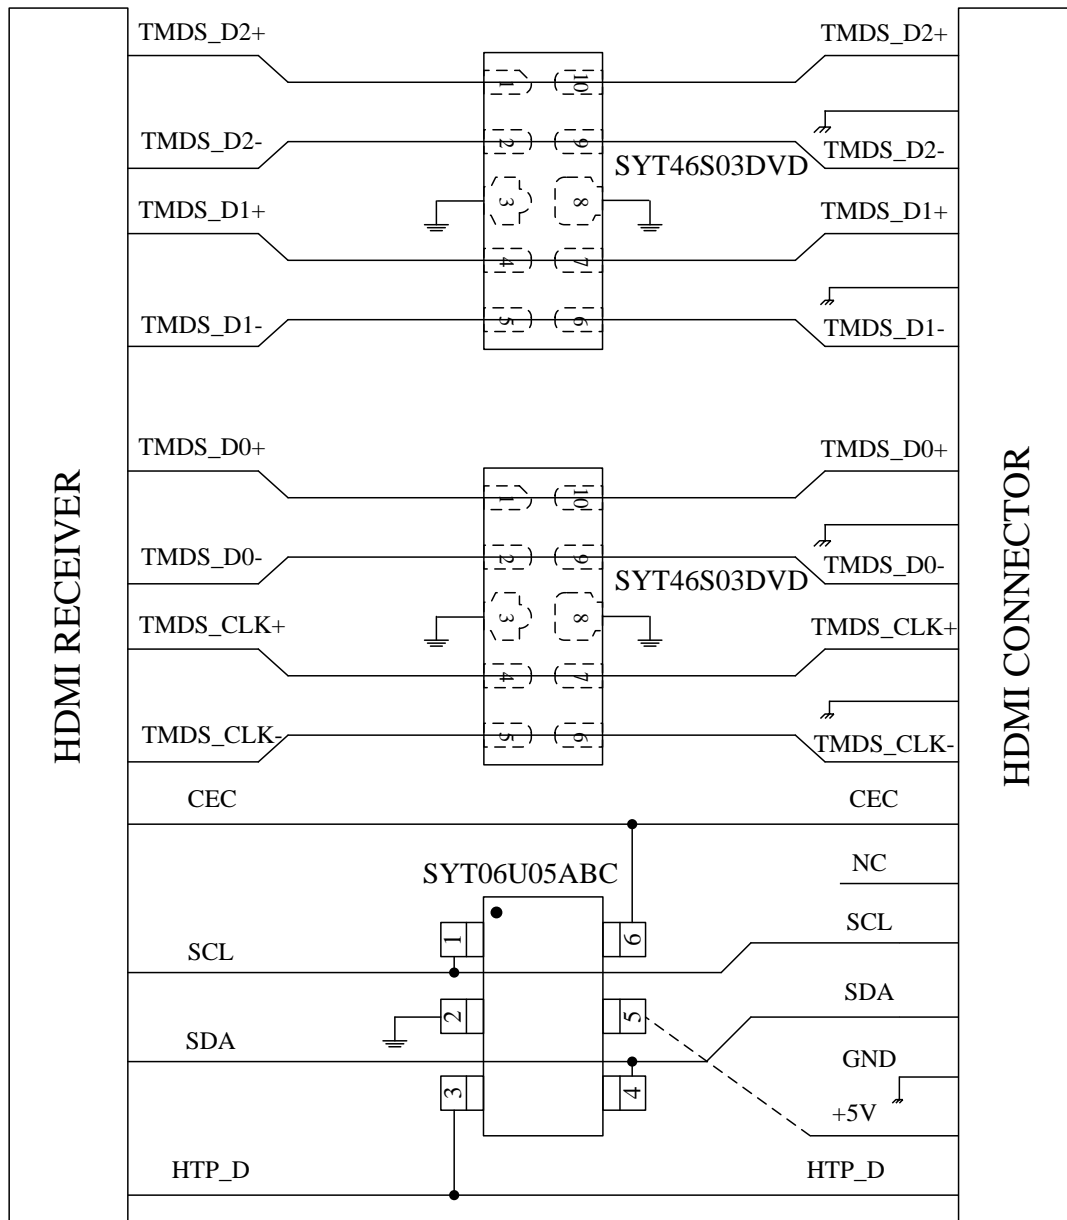 TMDS_D2+ TMDS_D2+
1 10
TMDS_D2- TMDS_D2-
2 9
SYT46S03DVD
3 8
TMDS_D1+ TMDS_D1+
4 7
TMDS_D1- TMDS_D1-
5 6
HDMI RECEIVER
HDMI CONNECTOR
TMDS_D0+ TMDS_D0+
1 10
TMDS_D0- TMDS_D0-
2 9
SYT46S03DVD
3 8
TMDS_CLK+ TMDS_CLK+
4 7
TMDS_CLK- TMDS_CLK-
5 6
CEC CEC
SYT06U05ABC
NC
1 6
SCL SCL
2 5
SDA SDA
GND
3 4
+5V
HTP_D HTP_D